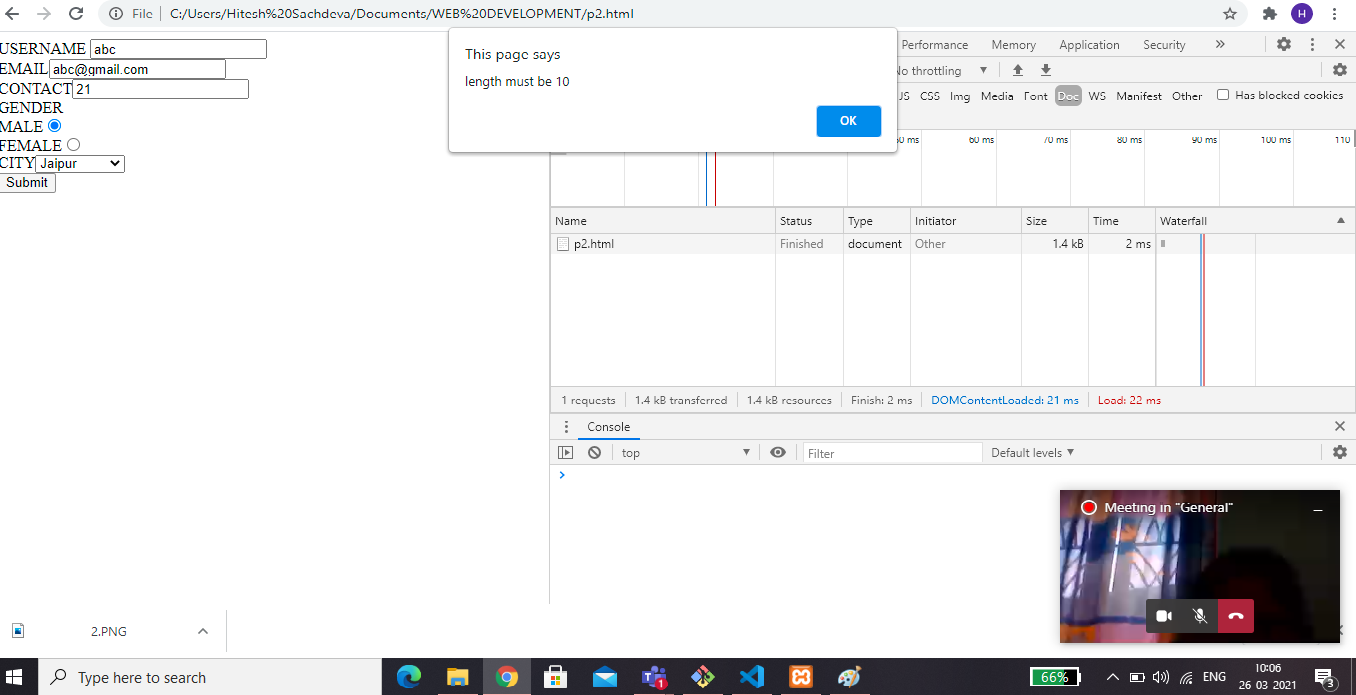 File
C:/Users/Hitesh%20Sachdeva/Documents/WEB%20DEVELOPMENT/p2.html
H
USERNAME abc
EMAIL abc@gmail.com
CONTACT 21
GENDER
MALE
FEMALE
CITY Jaipur
Submit
This page says
length must be 10
OK
Performance Memory Application Security »
No throttling
JS CSS Img Media Font Doc WS Manifest Other Has blocked cookies
60 ms 70 ms 80 ms 90 ms 100 ms 110
Name Status Type Initiator Size Time Waterfall
p2.html Finished document Other 1.4 kB 2 ms
1 requests 1.4 kB transferred 1.4 kB resources Finish: 2 ms DOMContentLoaded: 21 ms Load: 22 ms
Console
top Filter Default levels
Meeting in "General"
2.PNG
Type here to search
1
66%
ENG
10:06
26-03-2021
3